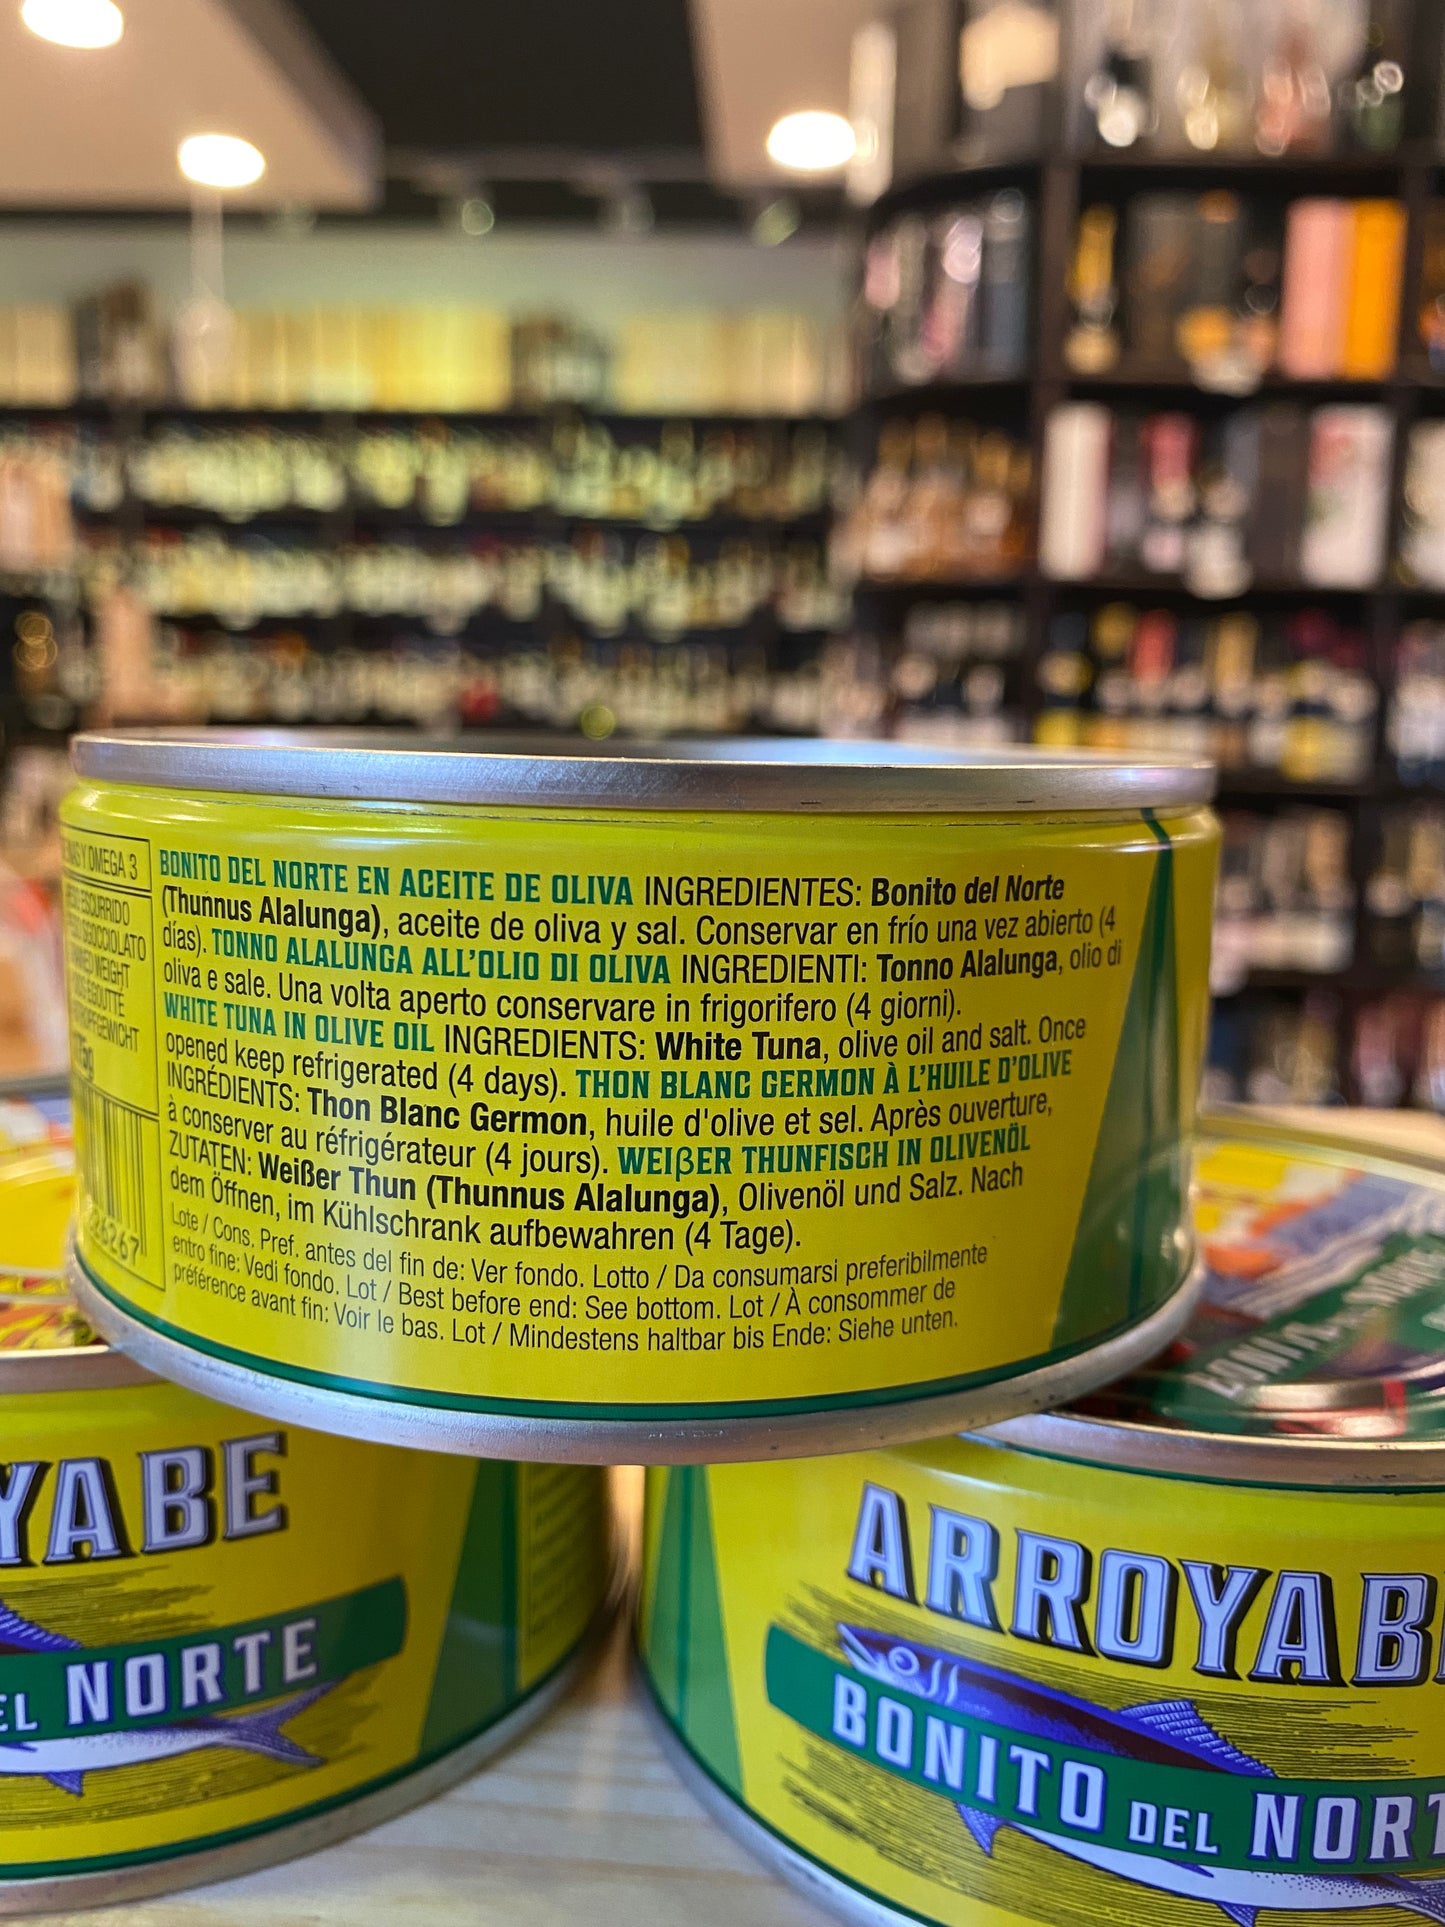 Y OMEGA 3
ESCURRIDO
SGOCCIOLATO
WEIGHT
ÉGOUTTÉ
26267
BONITO DEL NORTE EN ACEITE DE OLIVA INGREDIENTES: Bonito del Norte
(Thunnus Alalunga), aceite de oliva y sal. Conservar en frío una vez abierto (4
días). TONNO ALALUNGA ALL'OLIO DI OLIVA INGREDIENTI: Tonno Alalunga, olio di
oliva e sale. Una volta aperto conservare in frigorifero (4 giorni).
WHITE TUNA IN OLIVE OIL INGREDIENTS: White Tuna, olive oil and salt. Once
opened keep refrigerated (4 days). THON BLANC GERMON À L'HUILE D'OLIVE
INGRÉDIENTS: Thon Blanc Germon, huile d'olive et sel. Après ouverture,
à conserver au réfrigérateur (4 jours). WEIβER THUNFISCH IN OLIVENÖL
ZUTATEN: Weißer Thun (Thunnus Alalunga), Olivenöl und Salz. Nach
dem Öffnen, im Kühlschrank aufbewahren (4 Tage).
Lote / Cons. Pref. antes del fin de: Ver fondo. Lotto / Da consumarsi preferibilmente
entro fine: Vedi fondo. Lot / Best before end: See bottom. Lot / À consommer de
préférence avant fin: Voir le bas. Lot / Mindestens haltbar bis Ende: Siehe unten.
YABE
EL NORTE
ARROYAB
BONITO DEL NORT